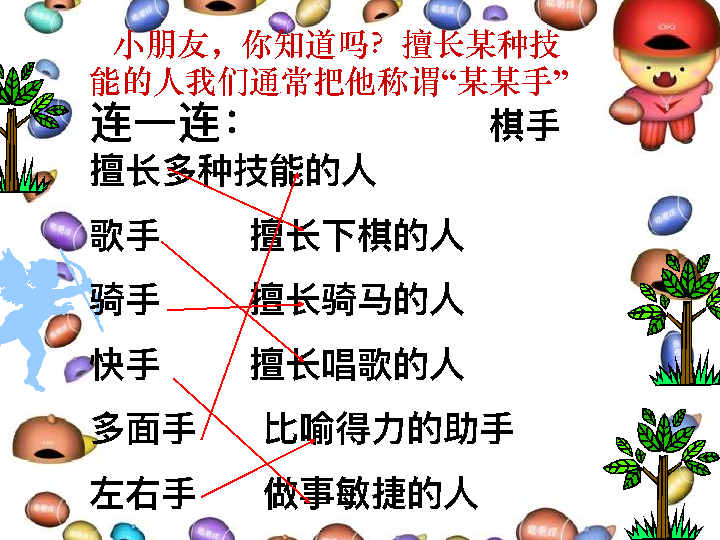 小朋友，你知道吗？擅长某种技
能的人我们通常把他称谓“某某手”
连一连： 棋手
擅长多种技能的人
歌手 擅长下棋的人
骑手 擅长骑马的人
快手 擅长唱歌的人
多面手 比喻得力的助手
左右手 做事敏捷的人